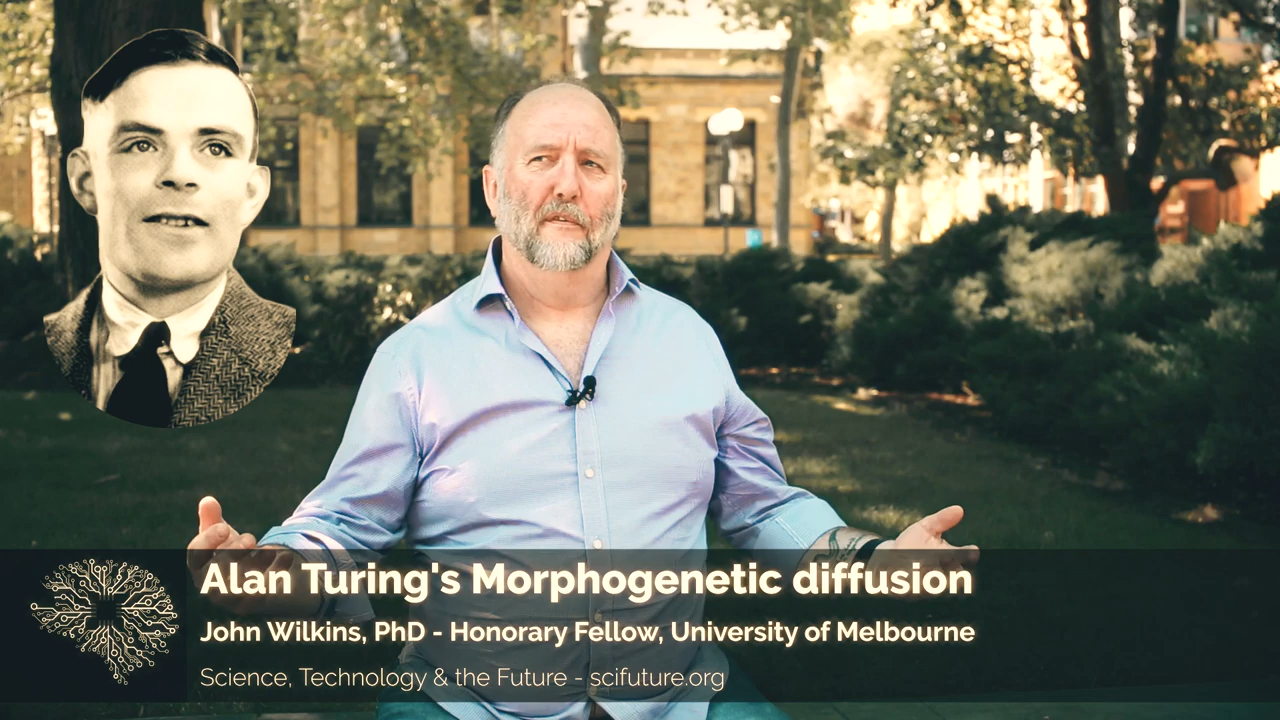 Alan Turing's Morphogenetic diffusion
John Wilkins, PhD - Honorary Fellow, University of Melbourne
Science, Technology & the Future - scifuture.org